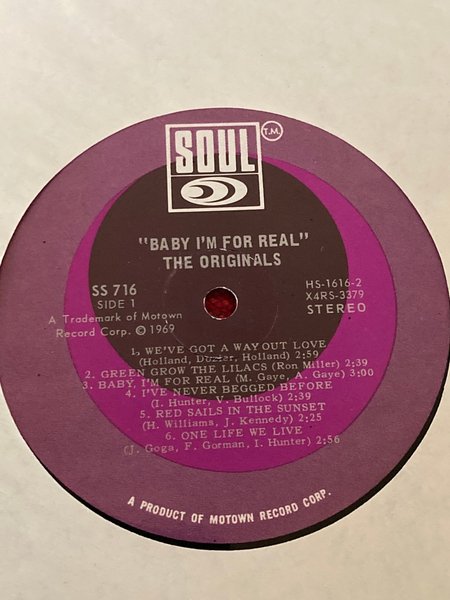 SOUL
T.M.
"BABY I'M FOR REAL"
THE ORIGINALS
SS 716
SIDE 1
HS-1616-2
X4RS-3379
STEREO
A Trademark of Motown
Record Corp. © 1969
1. WE'VE GOT A WAY OUT LOVE
(Holland, Dozier, Holland) 2:59
2. GREEN GROW THE LILACS (Ron Miller) 2:39
3. BABY, I'M FOR REAL (M. Gaye, A. Gaye) 3:00
4. I'VE NEVER BEGGED BEFORE
(I. Hunter, V. Bullock) 2:39
5. RED SAILS IN THE SUNSET
(H. Williams, J. Kennedy) 2:25
6. ONE LIFE WE LIVE
(J. Goga, F. Gorman, I. Hunter) 2:56
A PRODUCT OF MOTOWN RECORD CORP.